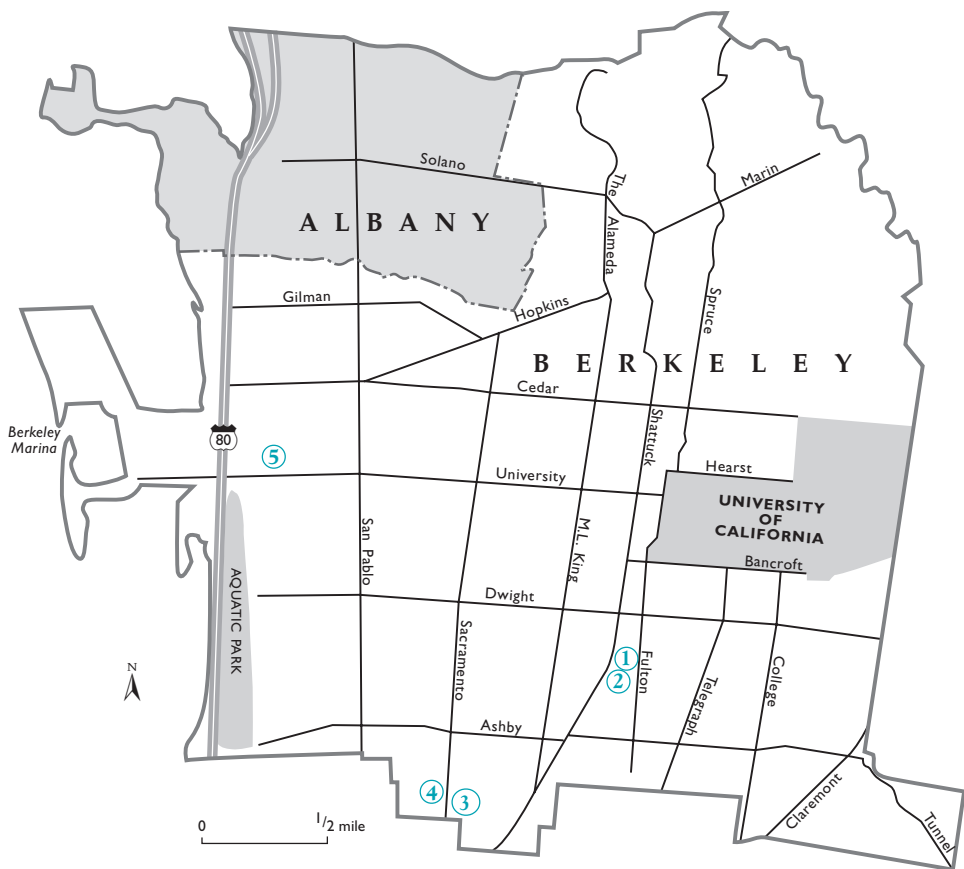 Solano
The
Marin
ALBANY
Alameda
Gilman
Hopkins
Spruce
BERKELEY
Cedar
Shattuck
Berkeley
Marina
80
5
Hearst
University
UNIVERSITY
OF
CALIFORNIA
San Pablo
M.L. King
Bancroft
AQUATIC PARK
Dwight
Sacramento
1
2
Fulton
College
Telegraph
N
Ashby
4
3
Claremont
Tunnel
0
1/2 mile